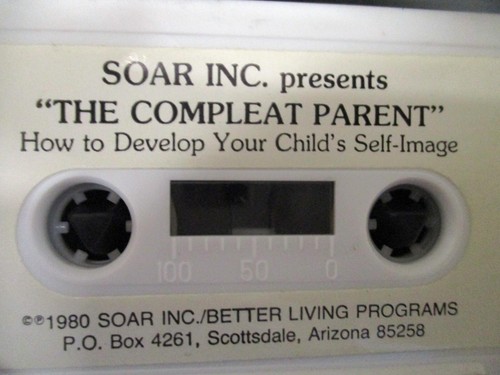 SOAR INC. presents
“THE COMPLEAT PARENT”
How to Develop Your Child's Self-Image
100 50 0
©℗1980 SOAR INC./BETTER LIVING PROGRAMS
P.O. Box 4261, Scottsdale, Arizona 85258